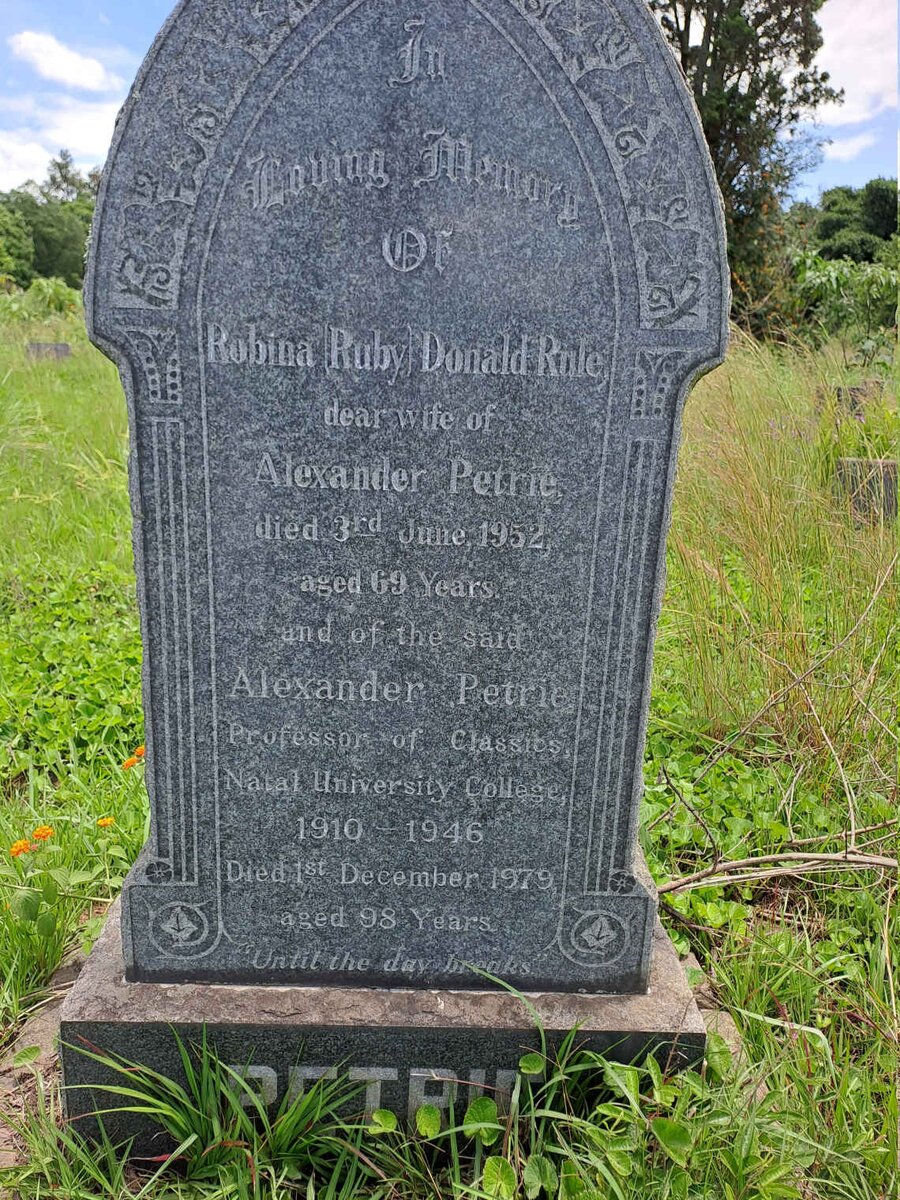 In
Loving Memory
Of
Robina (Ruby) Donald Rule,
dear wife of
Alexander Petrie,
died 3rd June, 1952,
aged 69 Years.
and of the said
Alexander Petrie
Professor of Classics,
Natal University College,
1910 - 1946
Died 1st December 1979,
aged 98 Years
"Until the day breaks"
PETRIE